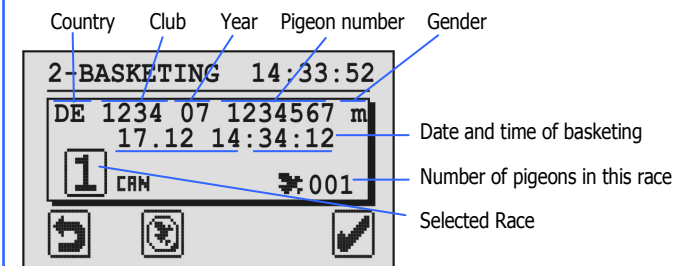 Country Club Year Pigeon number Gender
2-BASKETING 14:33:52
DE 1234 07 1234567 m
17.12 14:34:12
Date and time of basketing
1 CAN :001
Number of pigeons in this race
Selected Race